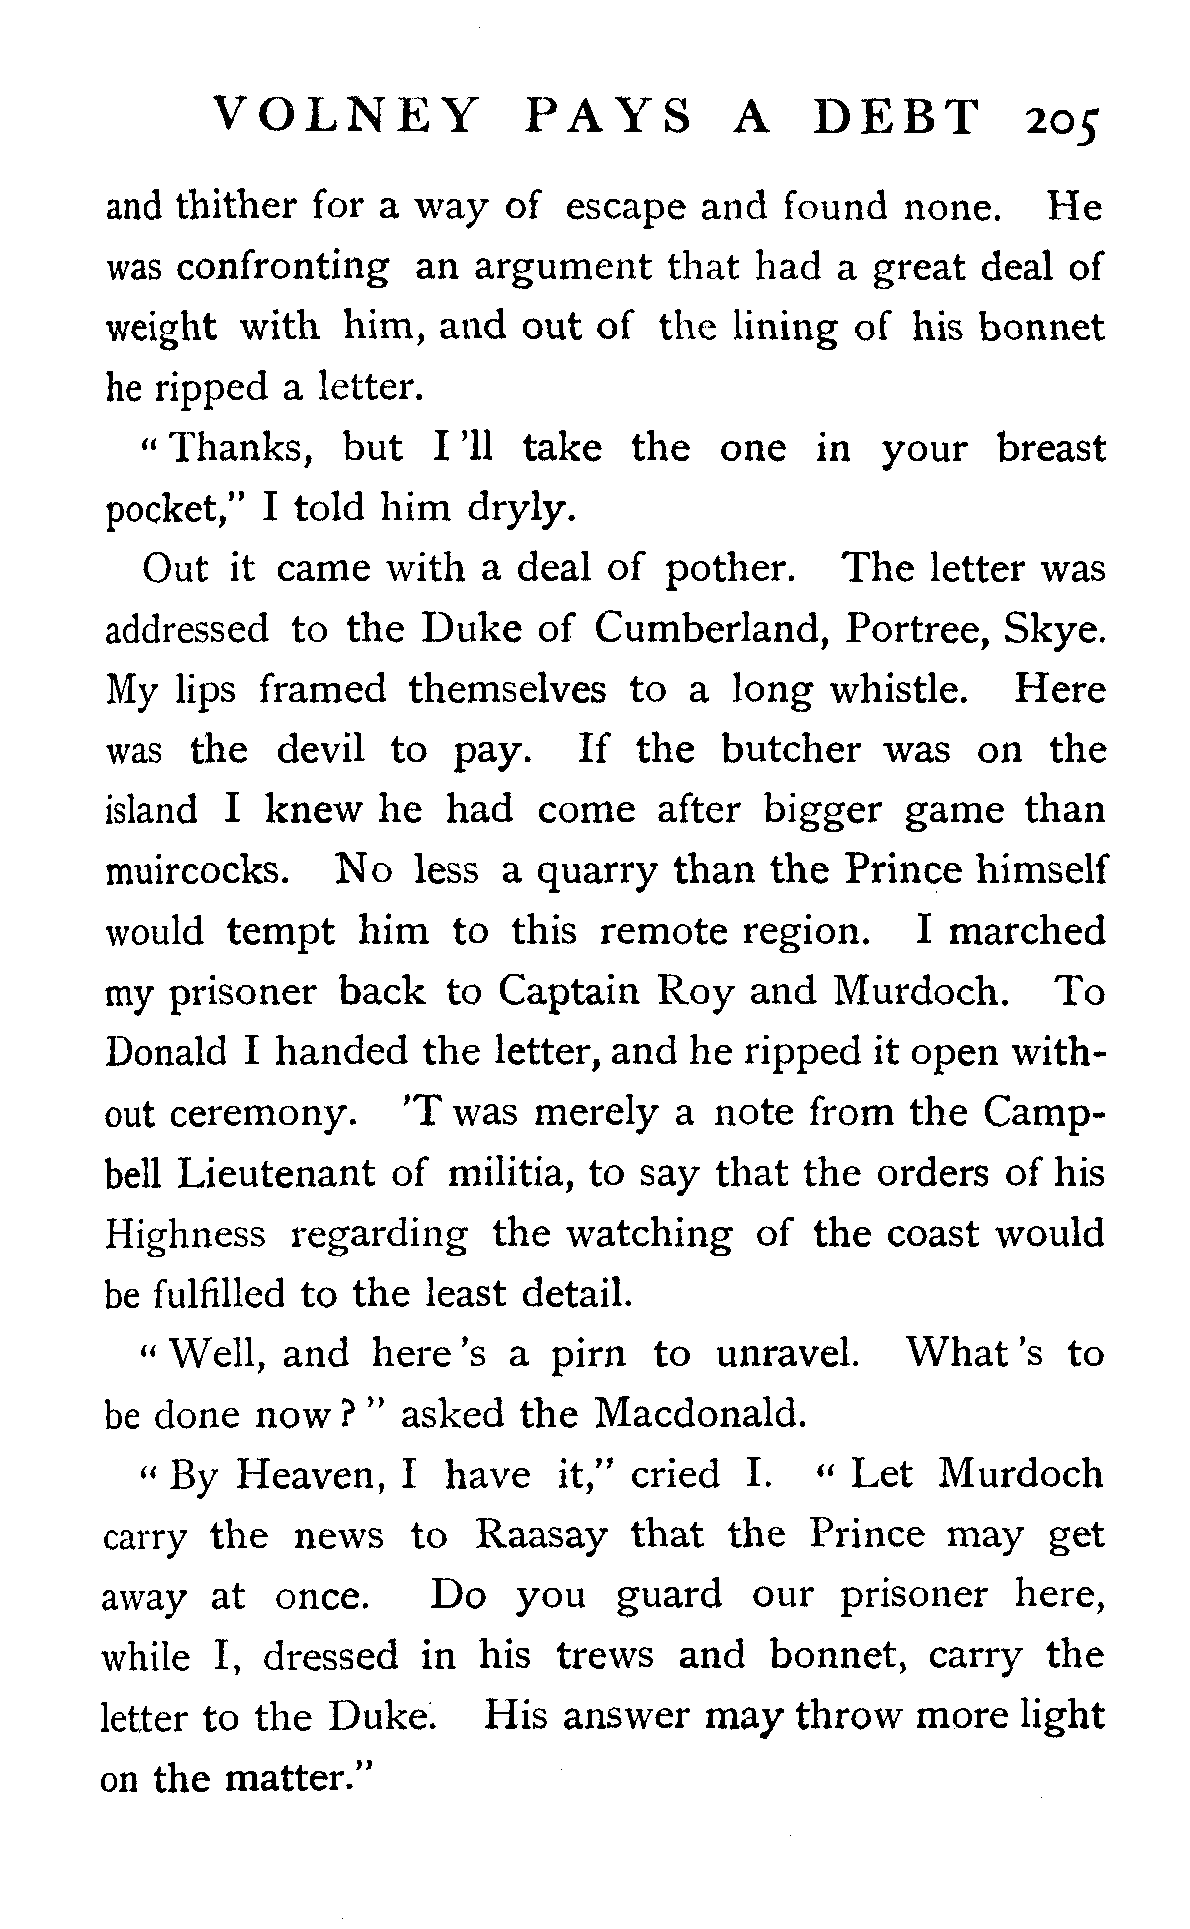 VOLNEY PAYS A DEBT 205
and thither for a way of escape and found none. He
was confronting an argument that had a great deal of
weight with him, and out of the lining of his bonnet
he ripped a letter.
“ Thanks, but I 'll take the one in your breast
pocket,” I told him dryly.
Out it came with a deal of pother. The letter was
addressed to the Duke of Cumberland, Portree, Skye.
My lips framed themselves to a long whistle. Here
was the devil to pay. If the butcher was on the
island I knew he had come after bigger game than
muircocks. No less a quarry than the Prince himself
would tempt him to this remote region. I marched
my prisoner back to Captain Roy and Murdoch. To
Donald I handed the letter, and he ripped it open with-
out ceremony. 'T was merely a note from the Camp-
bell Lieutenant of militia, to say that the orders of his
Highness regarding the watching of the coast would
be fulfilled to the least detail.
“ Well, and here 's a pirn to unravel. What 's to
be done now ? ” asked the Macdonald.
“ By Heaven, I have it,” cried I. “ Let Murdoch
carry the news to Raasay that the Prince may get
away at once. Do you guard our prisoner here,
while I, dressed in his trews and bonnet, carry the
letter to the Duke. His answer may throw more light
on the matter.”